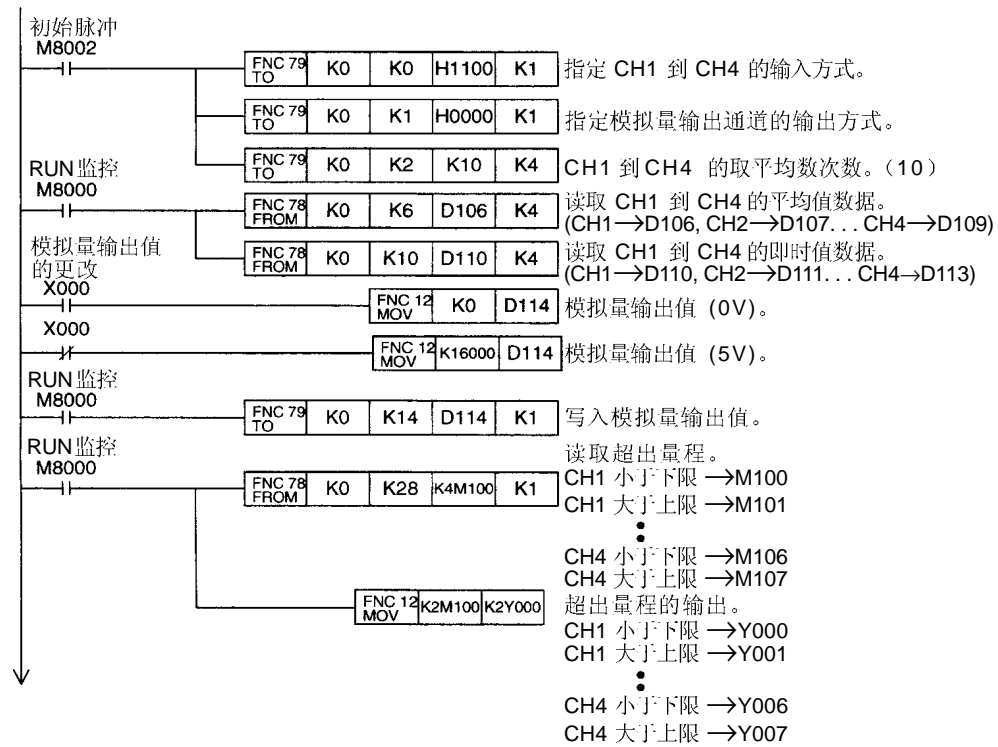 初始脉冲
M8002
FNC 79 TO K0 K0 H1100 K1 指定 CH1 到 CH4 的输入方式。
FNC 79 TO K0 K1 H0000 K1 指定模拟量输出通道的输出方式。
FNC 79 TO K0 K2 K10 K4 CH1 到CH4 的取平均数次数。（10）
RUN监控
M8000
FNC 78 FROM K0 K6 D106 K4 读取 CH1 到 CH4的平均值数据。
(CH1→D106, CH2→D107...CH4→D109)
FNC 78 FROM K0 K10 D110 K4 读取 CH1 到 CH4的即时值数据。
(CH1→D110, CH2→D111...CH4→D113)
模拟量输出值
的更改
X000
FNC 12 MOV K0 D114 模拟量输出值 (0V)。
X000
FNC 12 MOV K16000 D114 模拟量输出值 (5V)。
RUN监控
M8000
FNC 79 TO K0 K14 D114 K1 写入模拟量输出值。
RUN监控
M8000
读取超出量程。
FNC 78 FROM K0 K28 K4M100 K1 CH1 小于下限 →M100
CH1 大于上限 →M101
CH4 小于下限 →M106
CH4 大于上限 →M107
FNC 12 MOV K2M100 K2Y000 超出量程的输出。
CH1 小于下限 →Y000
CH1 大于上限 →Y001
CH4 小于下限 →Y006
CH4 大于上限 →Y007